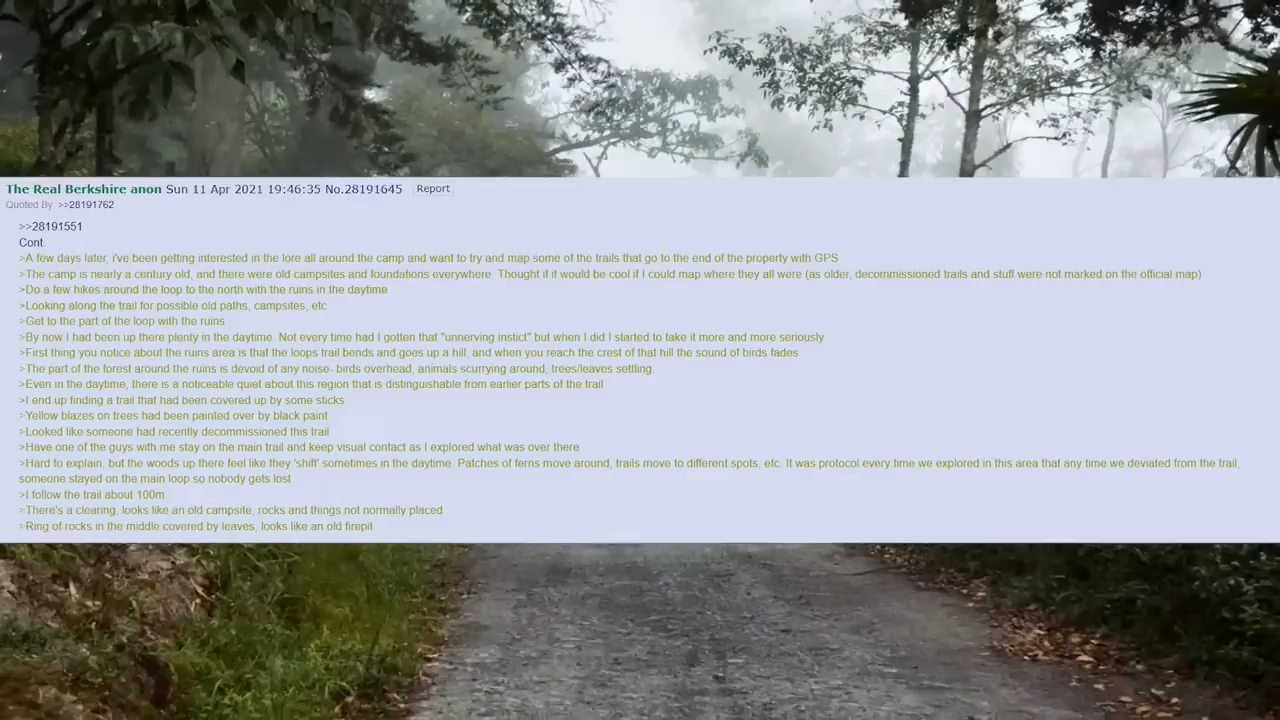 The Real Berkshire anon Sun 11 Apr 2021 19:46:35 No.28191645 Report
Quoted By: >>28191762
>>28191551
Cont.
>A few days later, i've been getting interested in the lore all around the camp and want to try and map some of the trails that go to the end of the property with GPS
>The camp is nearly a century old, and there were old campsites and foundations everywhere. Thought if it would be cool if I could map where they all were (as older, decommissioned trails and stuff were not marked on the official map)
>Do a few hikes around the loop to the north with the ruins in the daytime
>Looking along the trail for possible old paths, campsites, etc
>Get to the part of the loop with the ruins
>By now I had been up there plenty in the daytime. Not every time had I gotten that "unnerving instict" but when I did I started to take it more and more seriously
>First thing you notice about the ruins area is that the loops trail bends and goes up a hill, and when you reach the crest of that hill the sound of birds fades
>The part of the forest around the ruins is devoid of any noise- birds overhead, animals scurrying around, trees/leaves settling.
>Even in the daytime, there is a noticeable quiet about this region that is distinguishable from earlier parts of the trail
>I end up finding a trail that had been covered up by some sticks
>Yellow blazes on trees had been painted over by black paint
>Looked like someone had recently decommissioned this trail
>Have one of the guys with me stay on the main trail and keep visual contact as I explored what was over there
>Hard to explain, but the woods up there feel like they 'shift' sometimes in the daytime. Patches of ferns move around, trails move to different spots, etc. It was protocol every time we explored in this area that any time we deviated from the trail,
someone stayed on the main loop so nobody gets lost
>I follow the trail about 100m
>There's a clearing, looks like an old campsite, rocks and things not normally placed
>Ring of rocks in the middle covered by leaves, looks like an old firepit